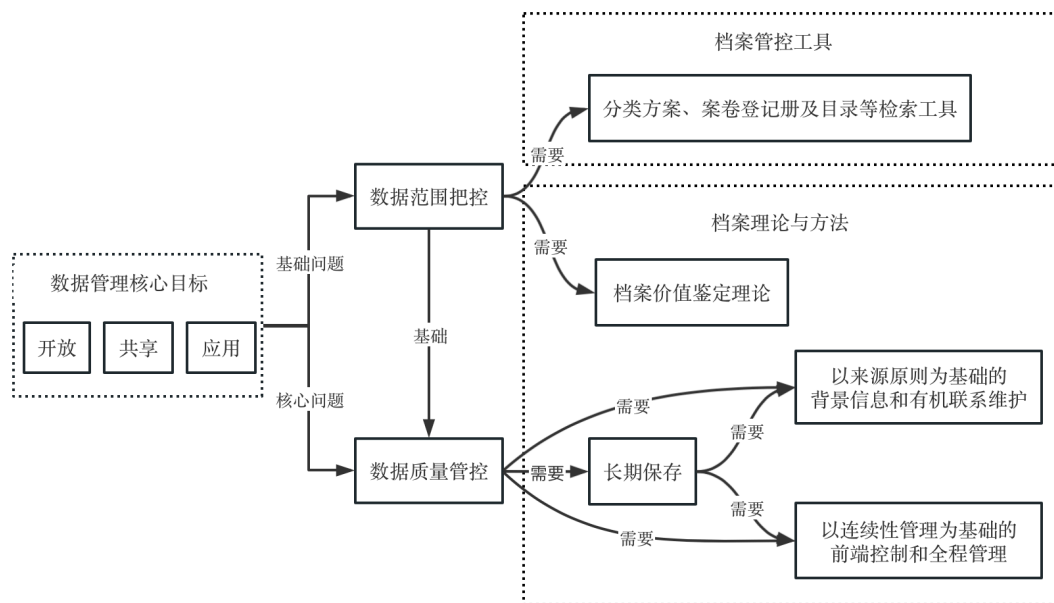 档案管控工具
分类方案、案卷登记册及目录等检索工具
需要
数据范围把控
档案理论与方法
需要
基础问题
数据管理核心目标
档案价值鉴定理论
开放
共享
应用
基础
核心问题
以来源原则为基础的
背景信息和有机联系维护
需要
需要
数据质量管控
需要
长期保存
需要
需要
以连续性管理为基础的
前端控制和全程管理